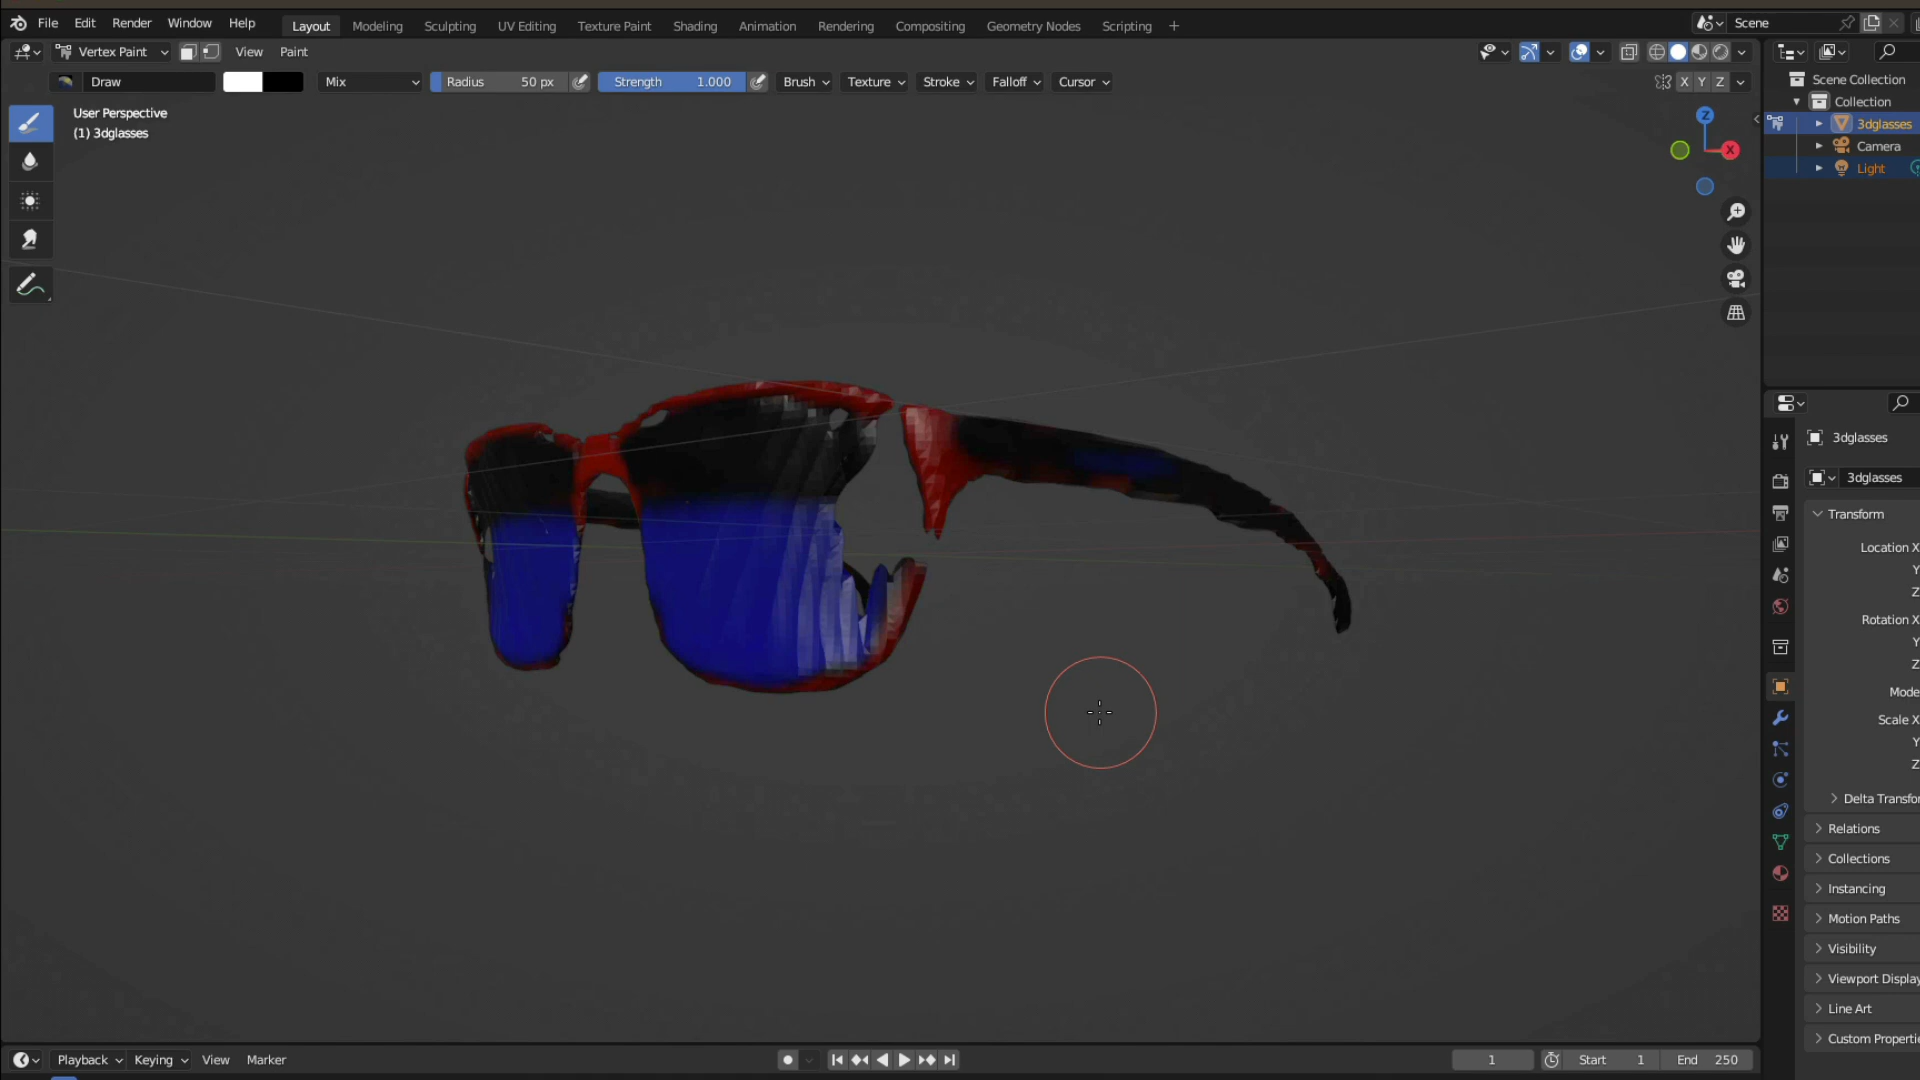 File Edit Render Window Help Layout Modeling Sculpting UV Editing Texture Paint Shading Animation Rendering Compositing Geometry Nodes Scripting + Scene
Vertex Paint View Paint
Draw Mix Radius 50 px Strength 1.000 Brush Texture Stroke Falloff Cursor X Y Z
User Perspective
(1) 3dglasses
Z
X
Scene Collection
Collection
3dglasses
Camera
Light
3dglasses
3dglasses
Transform
Location X
Y
Z
Rotation X
Y
Z
Mode
Scale X
Y
Z
Delta Transfo
Relations
Collections
Instancing
Motion Paths
Visibility
Viewport Display
Line Art
Custom Properti
Playback Keying View Marker 1 Start 1 End 250